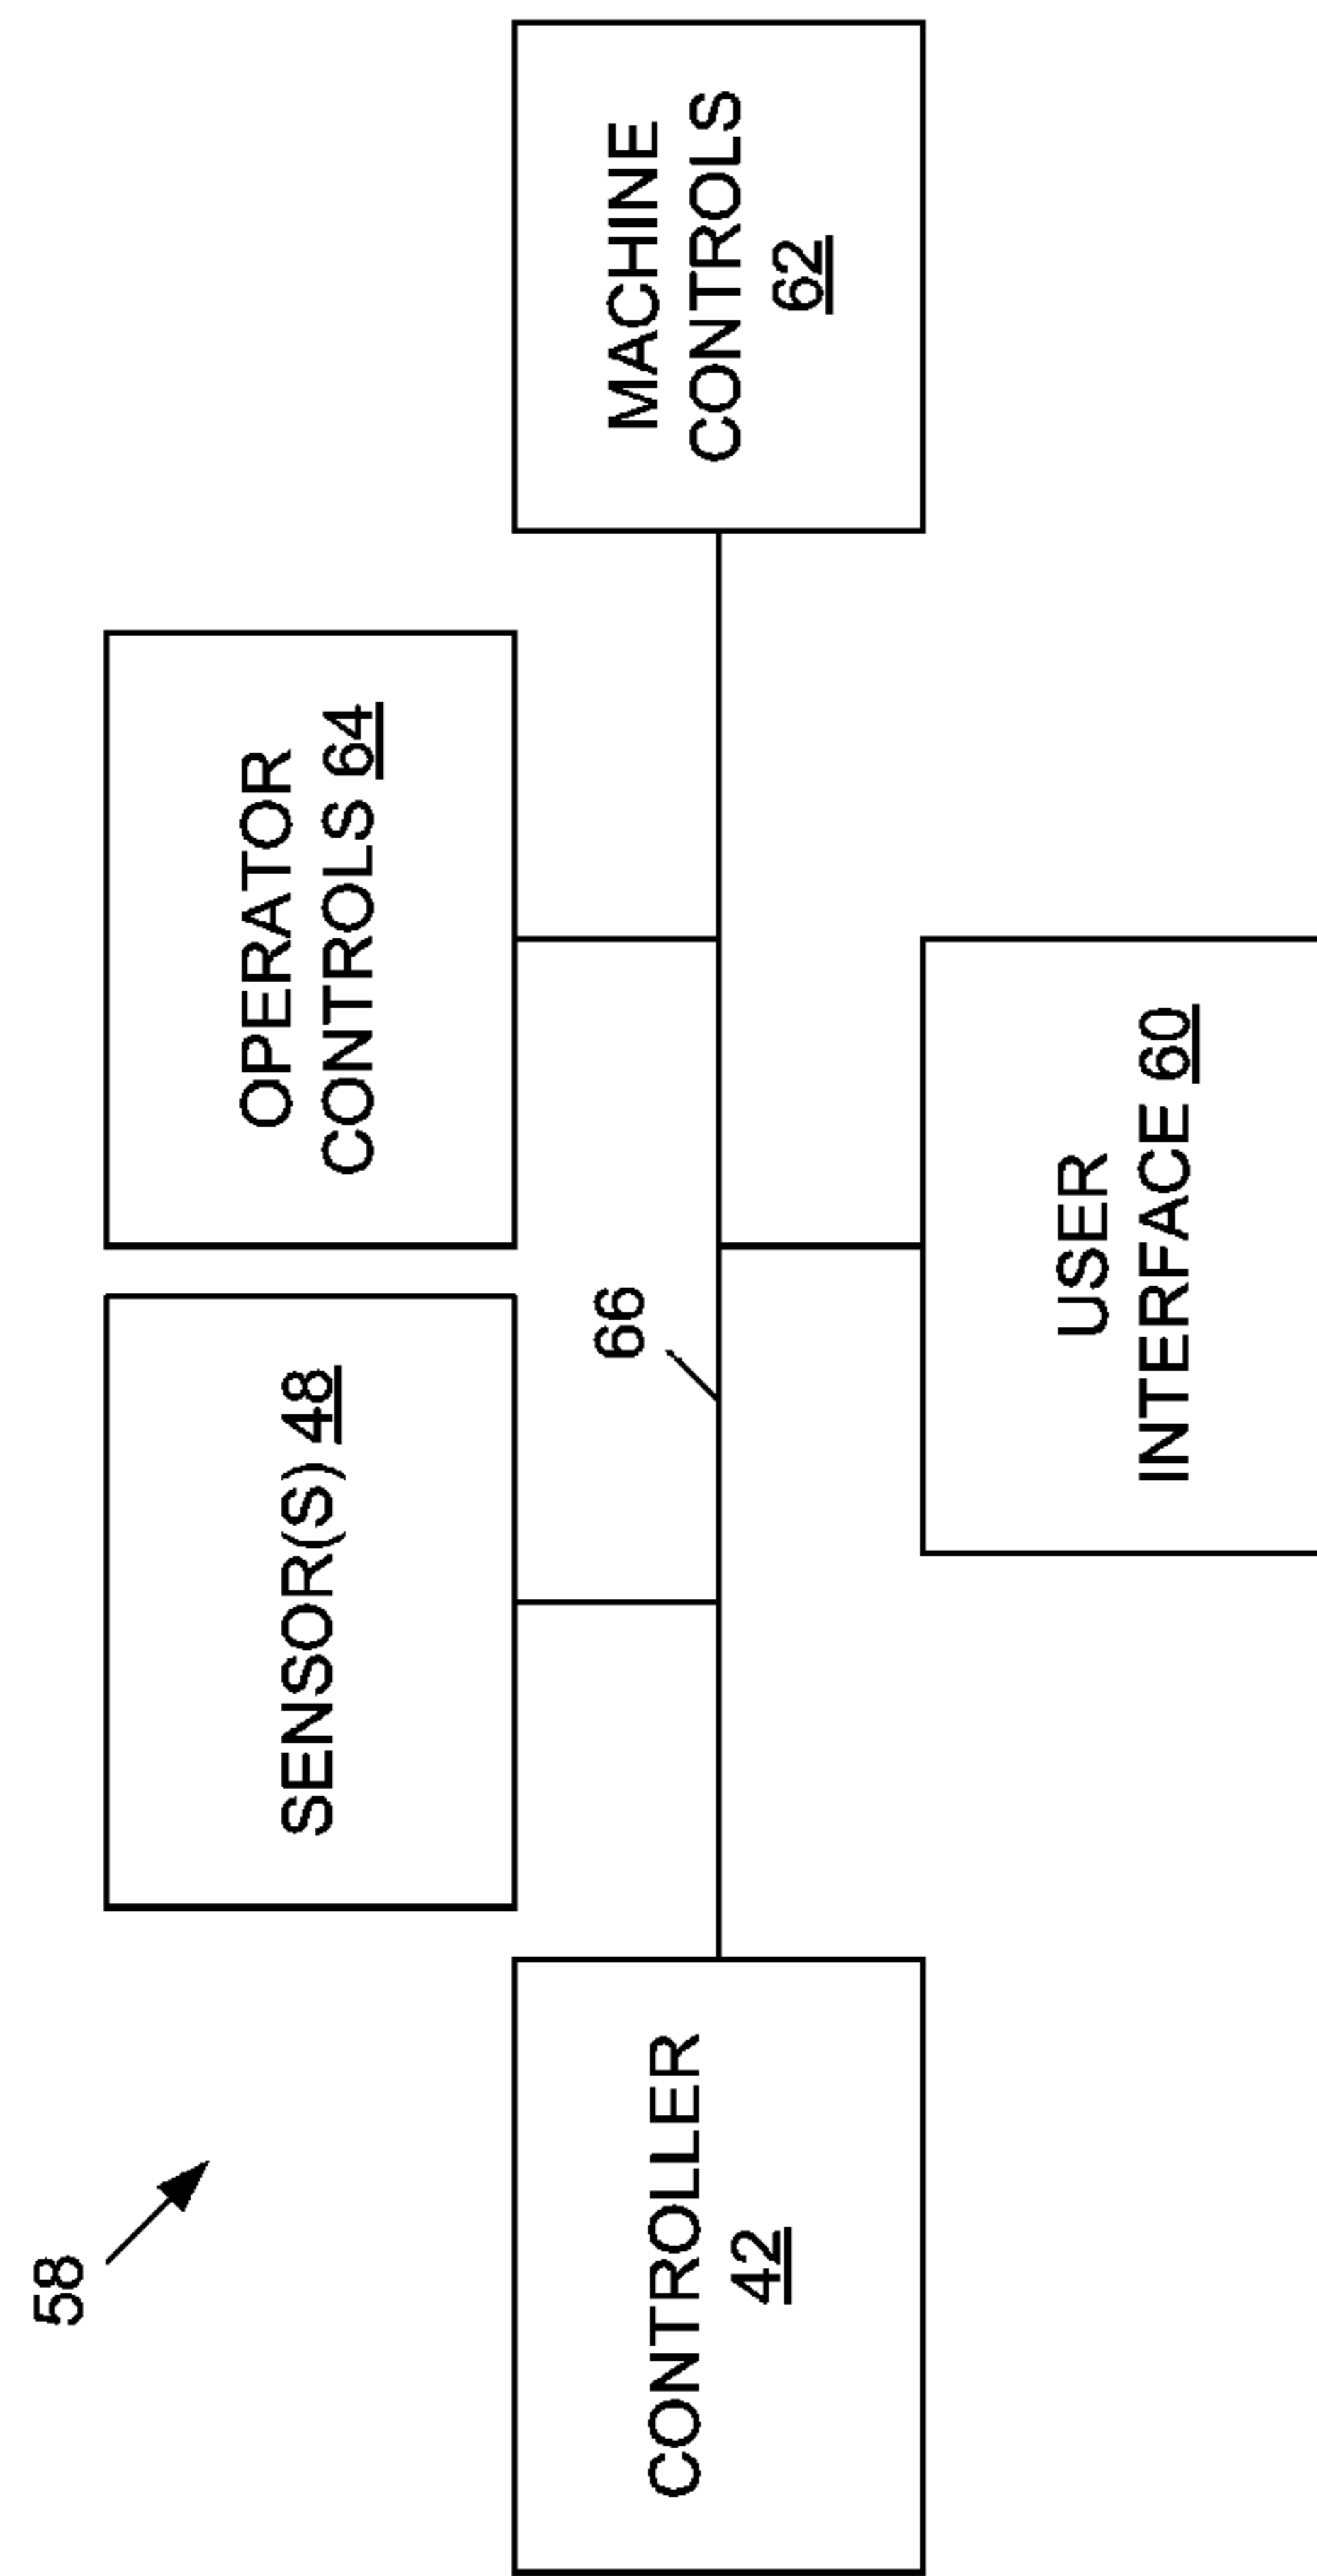 58
SENSOR(S) 48
OPERATOR
CONTROLS 64
66
CONTROLLER
42
MACHINE
CONTROLS
62
USER
INTERFACE 60